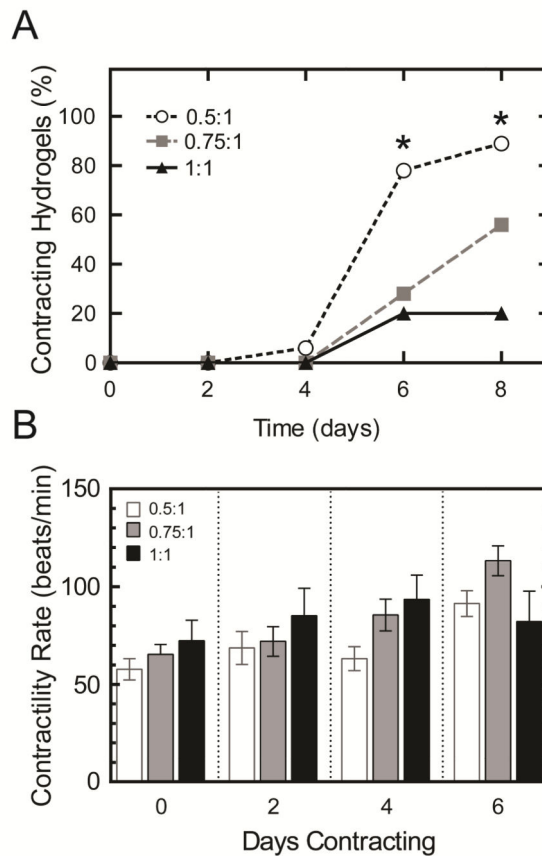 A
Contracting Hydrogels (%)
100
80
60
40
20
0
0.5:1
0.75:1
1:1
*
*
0 2 4 6 8
Time (days)
B
Contractility Rate (beats/min)
150
100
50
0
0.5:1
0.75:1
1:1
0 2 4 6
Days Contracting